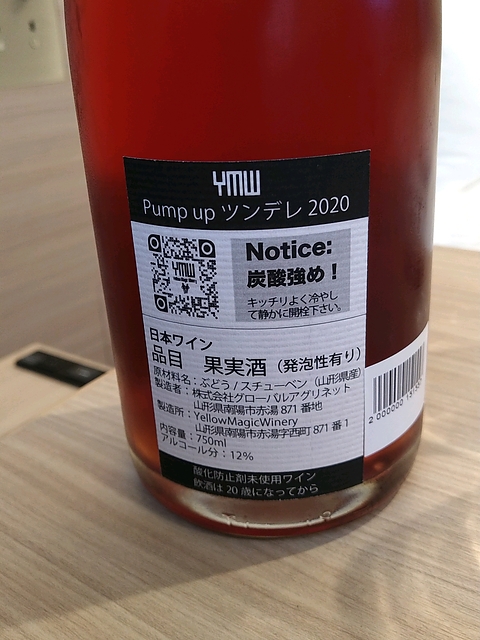 YMW
Pump up ツンデレ 2020
YMW
Notice:
炭酸強め！
キッチリよく冷やし
て静かに開栓下さい。
日本ワイン
品目 果実酒（発泡性有り）
原材料名：ぶどう / スチューベン（山形県産）
製造者：株式会社グローバルアグリネット
山形県南陽市赤湯 871 番地
製造所：YellowMagicWinery
山形県南陽市赤湯字西町 871 番 1
内容量：750ml
アルコール分：12%
酸化防止剤未使用ワイン
飲酒は 20 歳になってから
2 000000